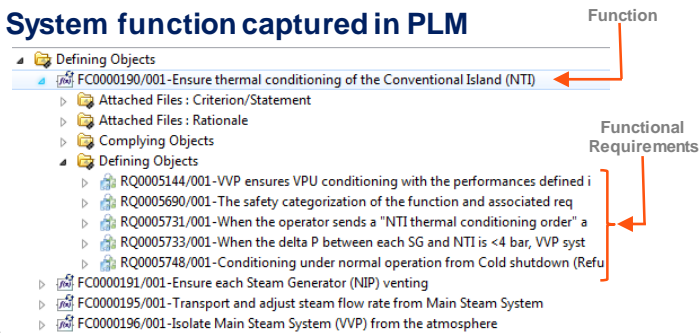 System function captured in PLM
Function
Defining Objects
FC0000190/001-Ensure thermal conditioning of the Conventional Island (NTI)
Attached Files : Criterion/Statement
Attached Files : Rationale
Complying Objects
Functional
Requirements
Defining Objects
RQ0005144/001-VVP ensures VPU conditioning with the performances defined i
RQ0005690/001-The safety categorization of the function and associated req
RQ0005731/001-When the operator sends a "NTI thermal conditioning order" a
RQ0005733/001-When the delta P between each SG and NTI is <4 bar, VVP syst
RQ0005748/001-Conditioning under normal operation from Cold shutdown (Refu
FC0000191/001-Ensure each Steam Generator (NIP) venting
FC0000195/001-Transport and adjust steam flow rate from Main Steam System
FC0000196/001-Isolate Main Steam System (VVP) from the atmosphere